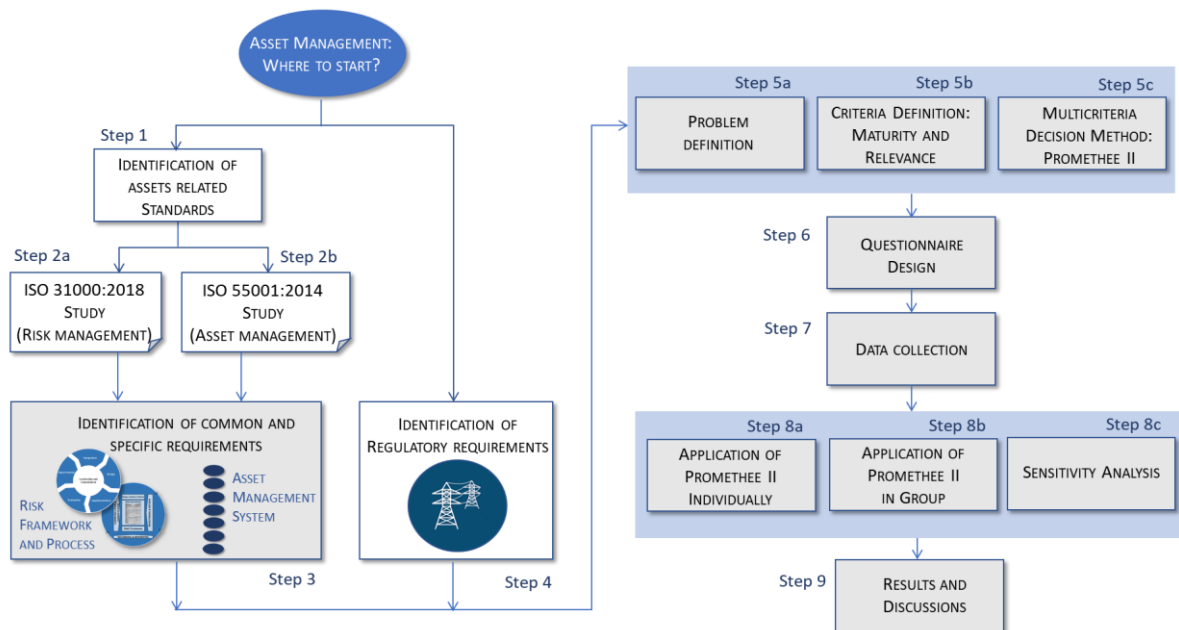 Asset Management:
Where to start?
Step 1
Identification of
assets related
Standards
Step 2a
Step 2b
ISO 31000:2018
Study
(Risk management)
ISO 55001:2014
Study
(Asset management)
Identification of common and
specific requirements
Risk
Framework
and Process
Asset
Management
System
Step 3
Identification of
Regulatory requirements
Step 4
Step 5a
Problem
definition
Step 5b
Criteria Definition:
Maturity and
Relevance
Step 5c
Multicriteria
Decision Method:
Promethee II
Step 6
Questionnaire
Design
Step 7
Data collection
Step 8a
Application of
Promethee II
Individually
Step 8b
Application of
Promethee II
in Group
Step 8c
Sensitivity Analysis
Step 9
Results and
Discussions